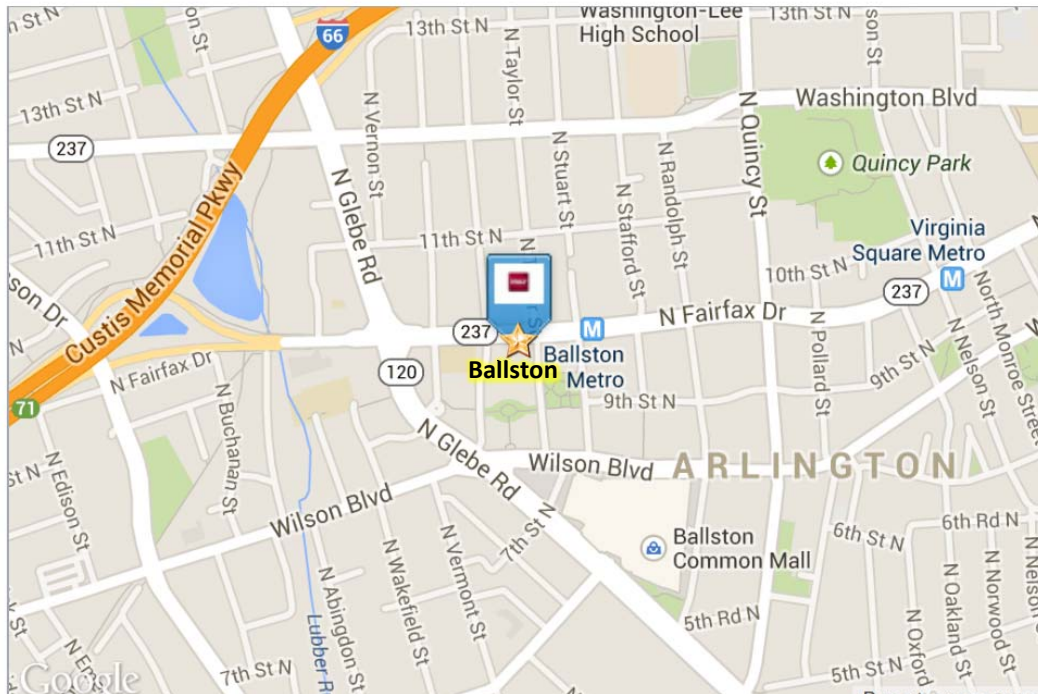 66
13th St N
Washington-Lee
High School
13th St N
N Taylor St
13th St N
N Vernon St
N Quincy St
Washington Blvd
237
Quincy Park
N Glebe Rd
N Stuart St
N Randolph St
N Stafford St
Custis Memorial Pkwy
11th St N
11th St N
Virginia
Square Metro
M
10th St N
237
237
M
N Fairfax Dr
Ballston
Ballston
Metro
120
N Fairfax Dr
71
N Buchanan St
9th St N
9th St N
N Pollard St
N Nelson St
North Monroe Street
N Glebe Rd
Wilson Blvd
ARLINGTON
N Edison St
Wilson Blvd
7th St N
Ballston
Common Mall
6th St N
6th Rd N
N Abingdon St
N Wakefield St
N Vermont St
5th Rd N
N Oakland St
N Norwood St
N Oxford
7th St N
5th St N
Google